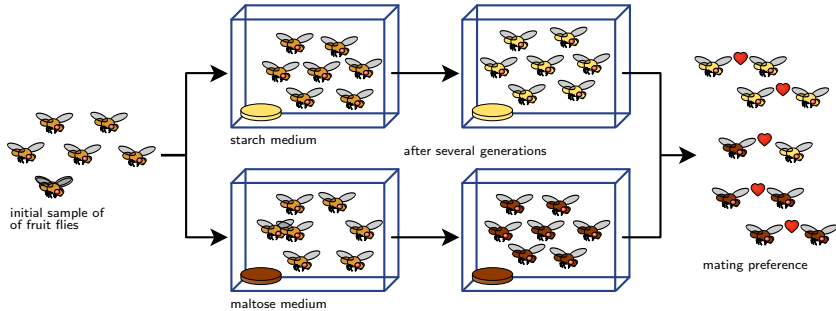 starch medium
after several generations
initial sample of
of fruit flies
mating preference
maltose medium